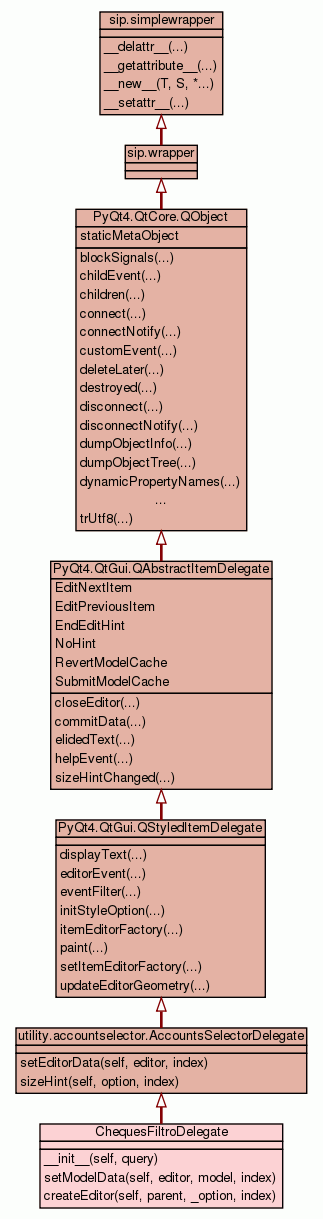 sip.simplewrapper
__delattr__(...)
__getattribute__(...)
__new__(T, S, *...)
__setattr__(...)
sip.wrapper
PyQt4.QtCore.QObject
staticMetaObject
blockSignals(...)
childEvent(...)
children(...)
connect(...)
connectNotify(...)
customEvent(...)
deleteLater(...)
destroyed(...)
disconnect(...)
disconnectNotify(...)
dumpObjectInfo(...)
dumpObjectTree(...)
dynamicPropertyNames(...)
...
trUtf8(...)
PyQt4.QtGui.QAbstractItemDelegate
EditNextItem
EditPreviousItem
EndEditHint
NoHint
RevertModelCache
SubmitModelCache
closeEditor(...)
commitData(...)
elidedText(...)
helpEvent(...)
sizeHintChanged(...)
PyQt4.QtGui.QStyledItemDelegate
displayText(...)
editorEvent(...)
eventFilter(...)
initStyleOption(...)
itemEditorFactory(...)
paint(...)
setItemEditorFactory(...)
updateEditorGeometry(...)
utility.accountselector.AccountsSelectorDelegate
setEditorData(self, editor, index)
sizeHint(self, option, index)
ChequesFiltroDelegate
__init__(self, query)
setModelData(self, editor, model, index)
createEditor(self, parent, _option, index)